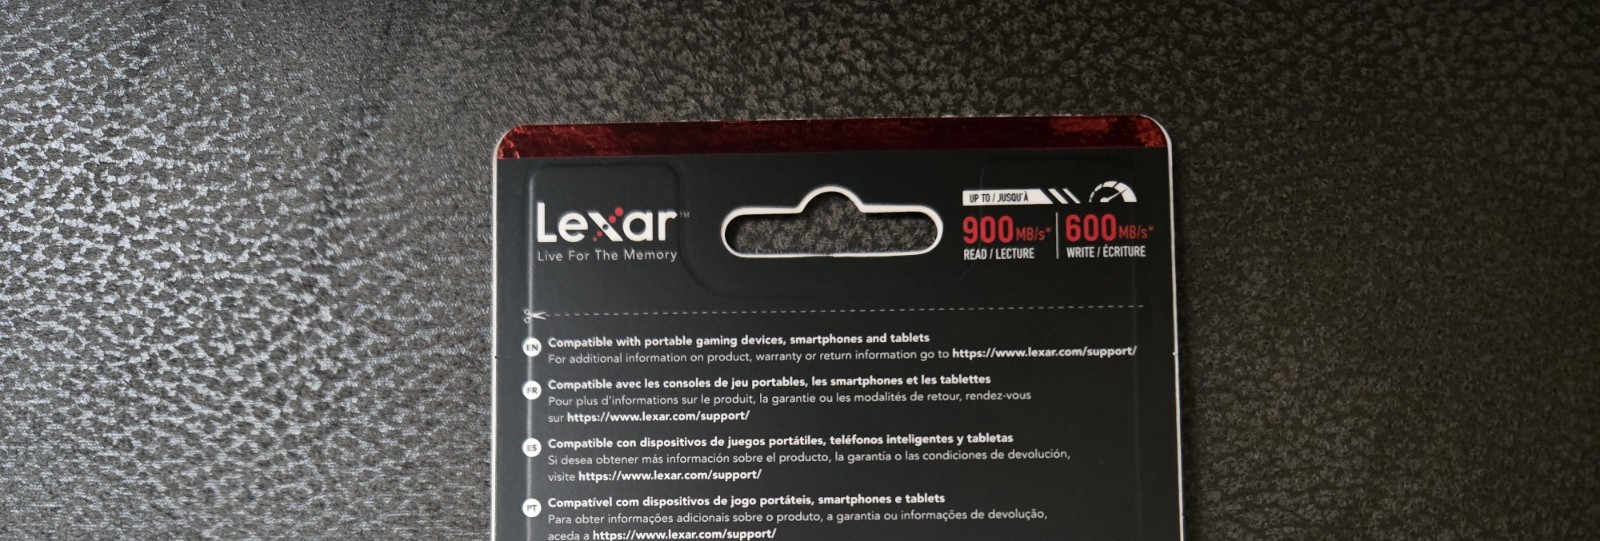 Lexar™
Live For The Memory
UP TO / JUSQU'À
900 MB/s* 600 MB/s*
READ / LECTURE WRITE / ÉCRITURE
EN Compatible with portable gaming devices, smartphones and tablets
For additional information on product, warranty or return information go to https://www.lexar.com/support/
FR Compatible avec les consoles de jeu portables, les smartphones et les tablettes
Pour plus d'informations sur le produit, la garantie ou les modalités de retour, rendez-vous
sur https://www.lexar.com/support/
ES Compatible con dispositivos de juegos portátiles, teléfonos inteligentes y tabletas
Si desea obtener más información sobre el producto, la garantía o las condiciones de devolución,
visite https://www.lexar.com/support/
PT Compatível com dispositivos de jogo portáteis, smartphones e tablets
Para obter informações adicionais sobre o produto, a garantia ou informações de devolução,
aceda a https://www.lexar.com/support/